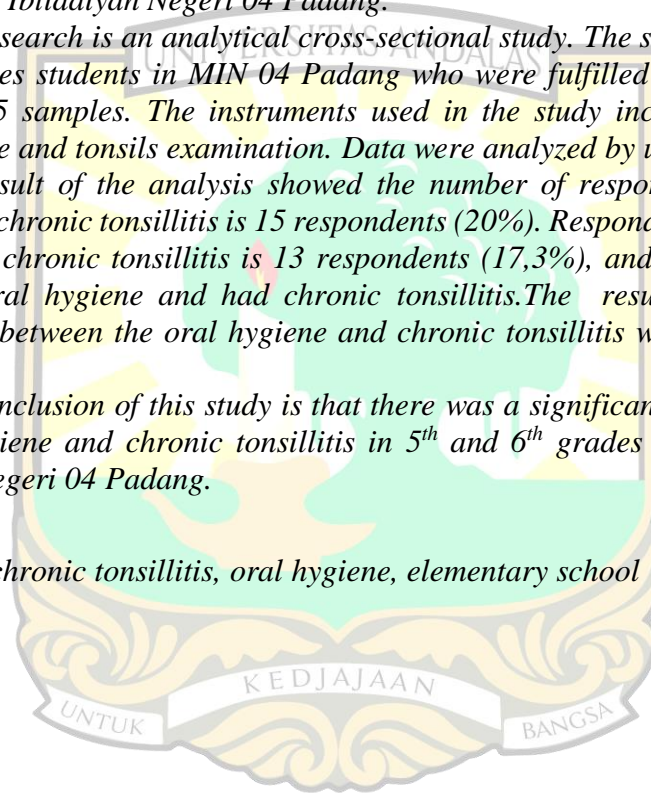 Ibtidaiyah Negeri 04 Padang.
search is an analytical cross-sectional study. The s
es students in MIN 04 Padang who were fulfilled
5 samples. The instruments used in the study inc
e and tonsils examination. Data were analyzed by u
sult of the analysis showed the number of respon
chronic tonsillitis is 15 respondents (20%). Respond
chronic tonsillitis is 13 respondents (17,3%), and
ral hygiene and had chronic tonsillitis.The resu
between the oral hygiene and chronic tonsillitis w
nclusion of this study is that there was a significan
iene and chronic tonsillitis in 5th and 6th grades
egeri 04 Padang.
chronic tonsillitis, oral hygiene, elementary school
UNIVERSITAS ANDALAS
KEDJAJAAN
UNTUK BANGSA